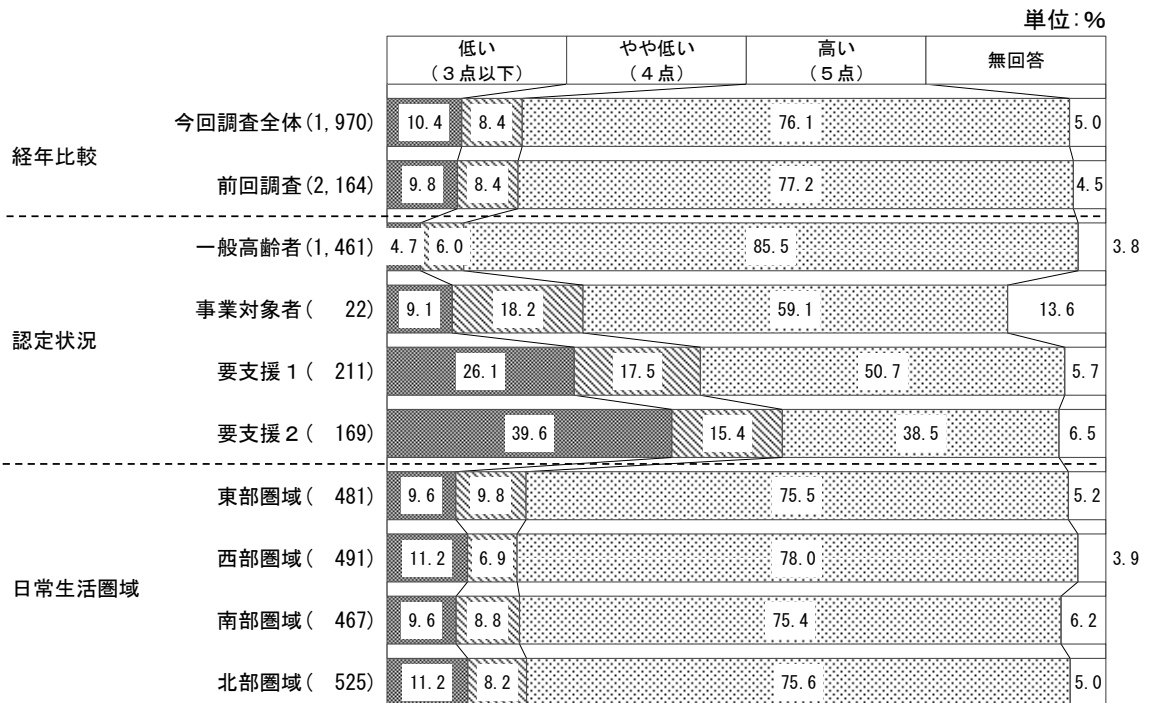 単位：％
低い
（３点以下）
やや低い
（４点）
高い
（５点）
無回答
経年比較
今回調査全体(1,970) 10.4 8.4 76.1 5.0
前回調査(2,164) 9.8 8.4 77.2 4.5
認定状況
一般高齢者(1,461) 4.7 6.0 85.5 3.8
事業対象者( 22) 9.1 18.2 59.1 13.6
要支援１( 211) 26.1 17.5 50.7 5.7
要支援２( 169) 39.6 15.4 38.5 6.5
日常生活圏域
東部圏域( 481) 9.6 9.8 75.5 5.2
西部圏域( 491) 11.2 6.9 78.0 3.9
南部圏域( 467) 9.6 8.8 75.4 6.2
北部圏域( 525) 11.2 8.2 75.6 5.0